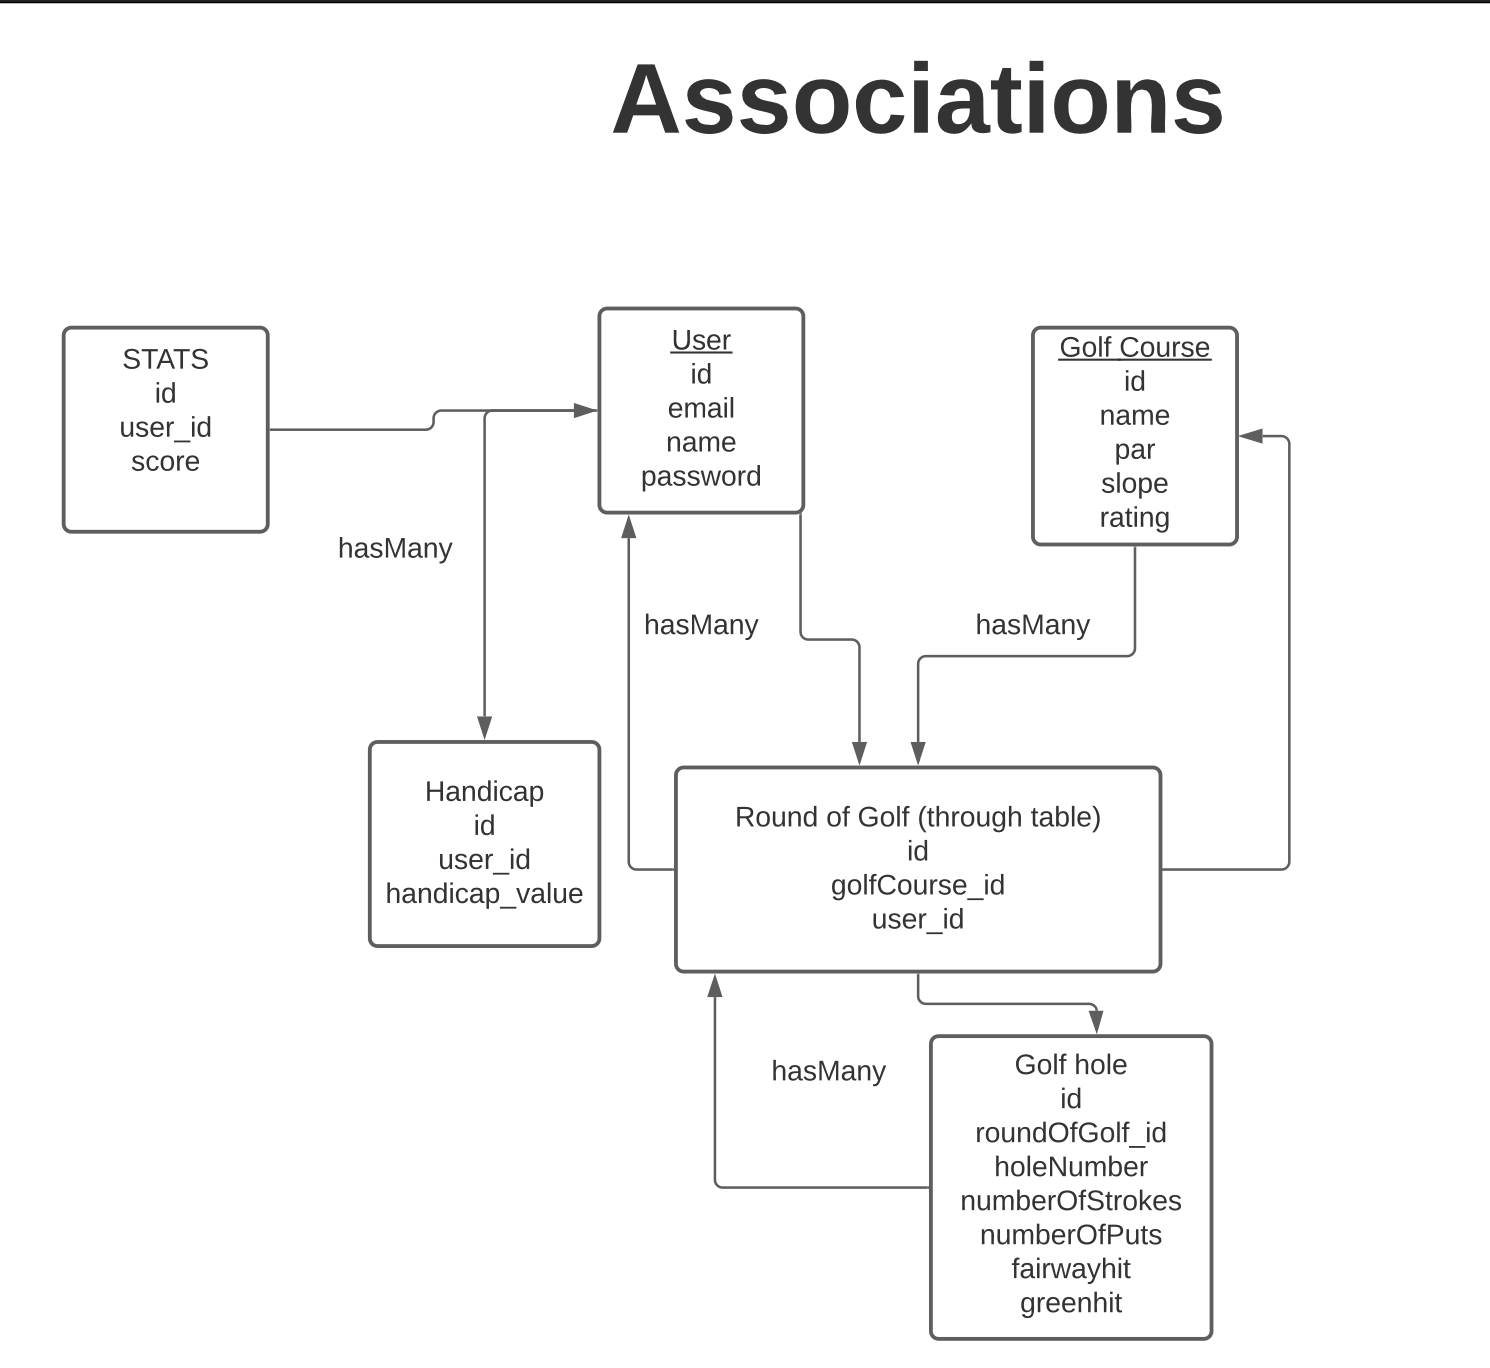 Associations
STATS
id
user_id
score
User
id
email
name
password
Golf Course
id
name
par
slope
rating
hasMany
hasMany
hasMany
Handicap
id
user_id
handicap_value
Round of Golf (through table)
id
golfCourse_id
user_id
hasMany
Golf hole
id
roundOfGolf_id
holeNumber
numberOfStrokes
numberOfPuts
fairwayhit
greenhit